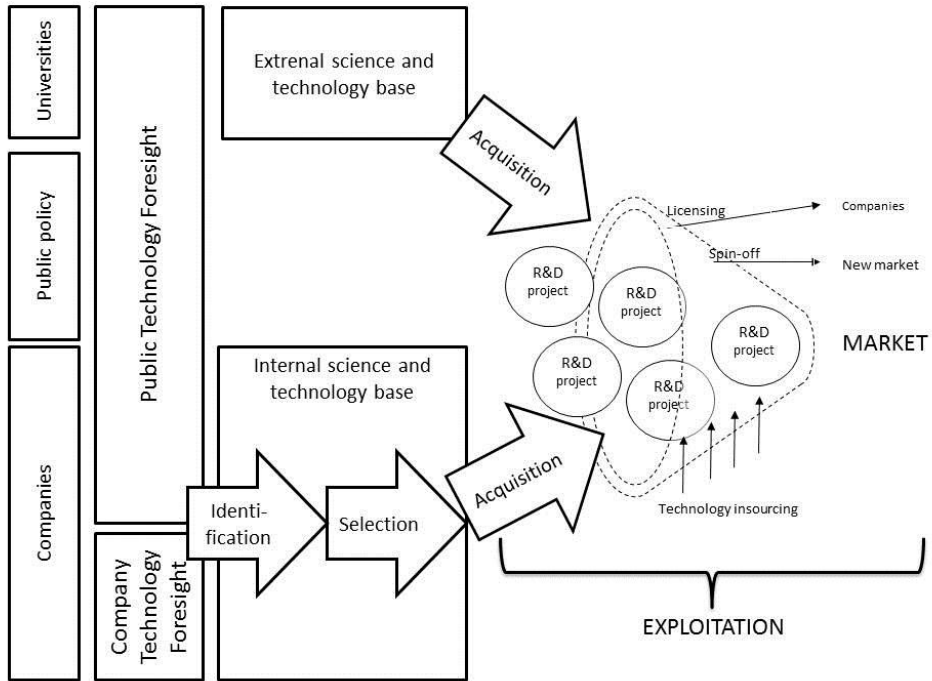 Universities
Public policy
Companies
Public Technology Foresight
Company
Technology
Foresight
Extrenal science and
technology base
Internal science and
technology base
Identi-
fication
Selection
Acquisition
Acquisition
R&D
project
R&D
project
R&D
project
R&D
project
R&D
project
Licensing
Companies
Spin-off
New market
MARKET
Technology insourcing
EXPLOITATION